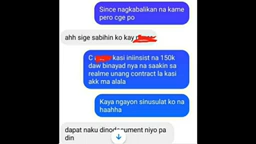 Since nagkabalikan na kame
pero cge po
ahh sige sabihin ko kay
C kasi iniinsist na 150k
daw binayad nya na saakin sa
realme unang contract la kasi
akk ma alala
Kaya ngayon sinusulat ko na
haahha
dapat naku dinodocument niyo pa
din